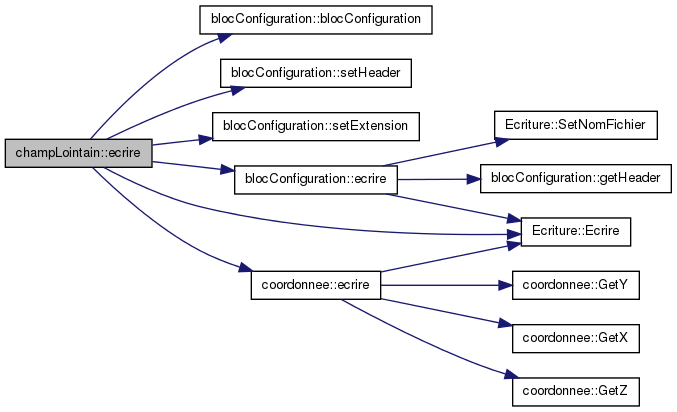 blocConfiguration::blocConfiguration
blocConfiguration::setHeader
blocConfiguration::setExtension
Ecriture::SetNomFichier
champLointain::ecrire
blocConfiguration::ecrire
blocConfiguration::getHeader
Ecriture::Ecrire
coordonnee::ecrire
coordonnee::GetY
coordonnee::GetX
coordonnee::GetZ